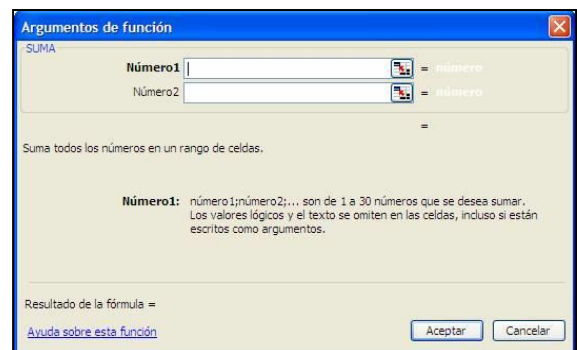 Argumentos de función
SUMA
Número1 = número
Número2 = número
=
Suma todos los números en un rango de celdas.
Número1: número1;número2;... son de 1 a 30 números que se desea sumar.
Los valores lógicos y el texto se omiten en las celdas, incluso si están
escritos como argumentos.
Resultado de la fórmula =
Ayuda sobre esta función Aceptar Cancelar